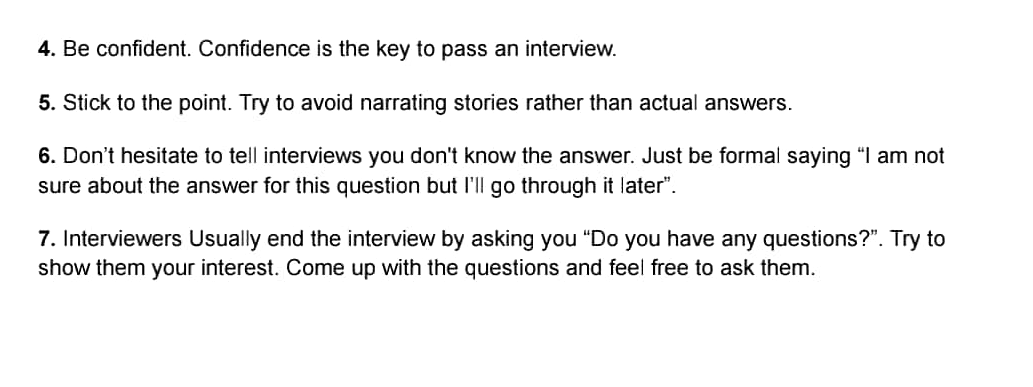 4. Be confident. Confidence is the key to pass an interview.
5. Stick to the point. Try to avoid narrating stories rather than actual answers.
6. Don’t hesitate to tell interviews you don't know the answer. Just be formal saying “I am not
sure about the answer for this question but I’ll go through it later”.
7. Interviewers Usually end the interview by asking you “Do you have any questions?”. Try to
show them your interest. Come up with the questions and feel free to ask them.